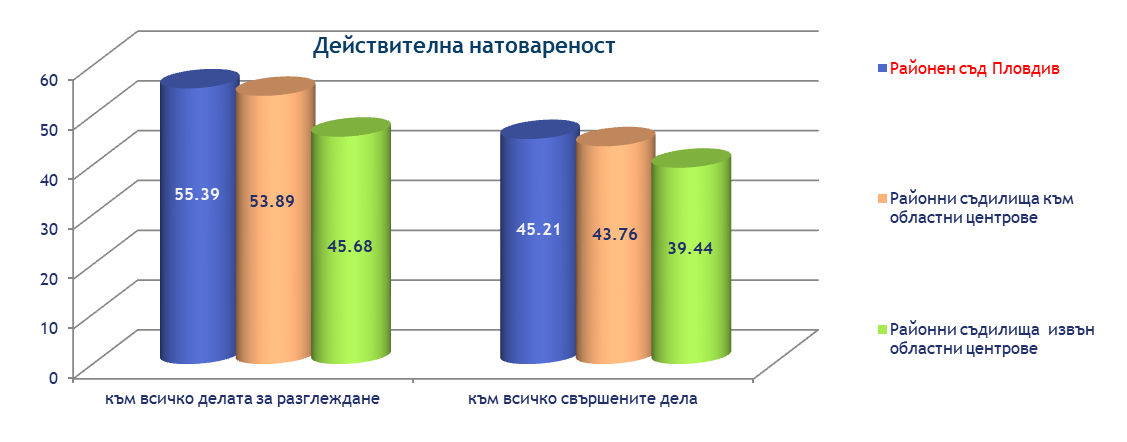 Действителна натовареност
60
50
40
30
20
10
0
55.39
53.89
45.68
45.21
43.76
39.44
към всичко делата за разглеждане
към всичко свършените дела
Районен съд Пловдив
Районни съдилища към
областни центрове
Районни съдилища извън
областни центрове